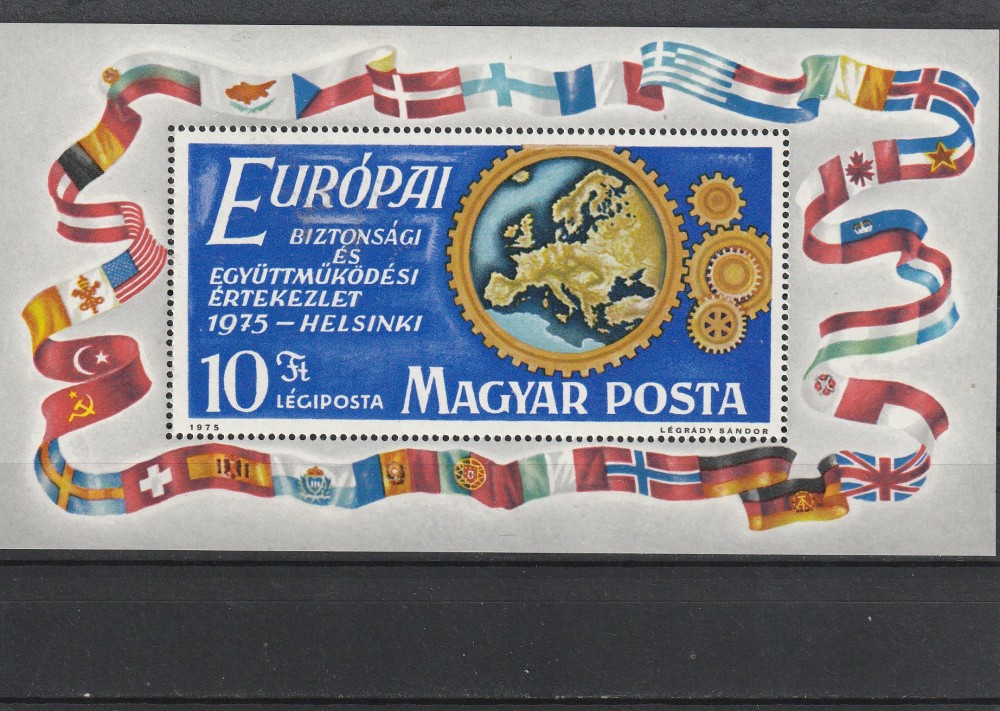 EURÓPAI
BIZTONSÁGI
ÉS
EGYÜTTMŰKÖDÉSI
ÉRTEKEZLET
1975 – HELSINKI
10 Ft
LÉGIPOSTA
MAGYAR POSTA
1975
LÉGRÁDY SÁNDOR